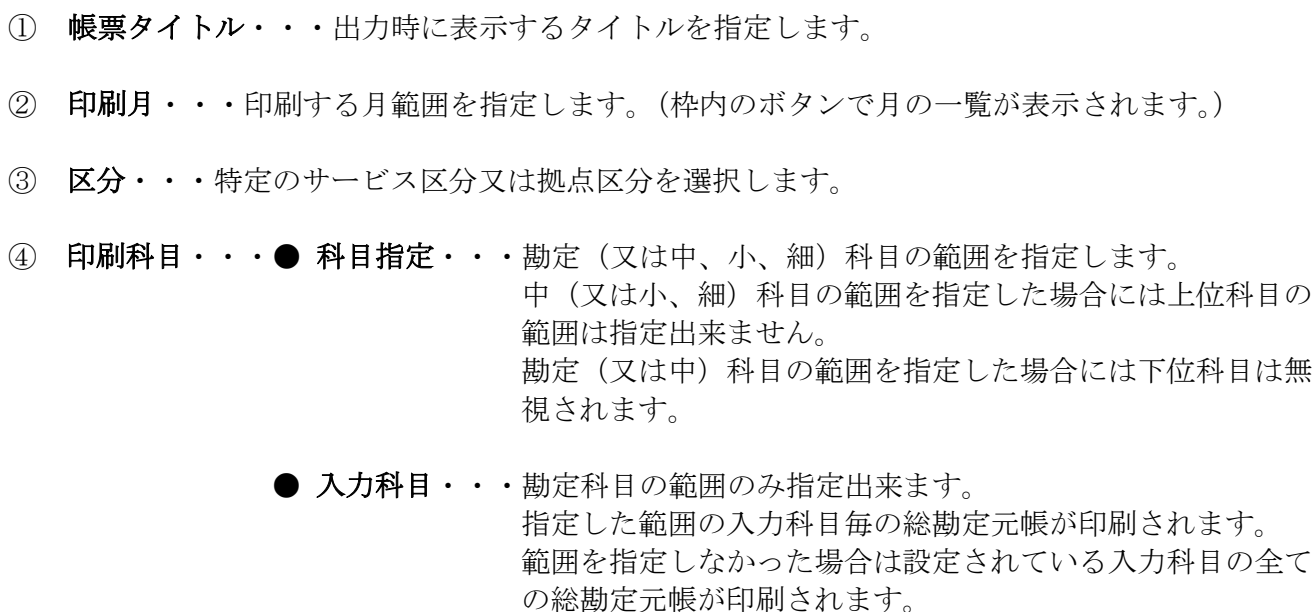 ① 帳票タイトル・・・出力時に表示するタイトルを指定します。
② 印刷月・・・印刷する月範囲を指定します。（枠内のボタンで月の一覧が表示されます。）
③ 区分・・・特定のサービス区分又は拠点区分を選択します。
④ 印刷科目・・・● 科目指定・・・勘定（又は中、小、細）科目の範囲を指定します。
中（又は小、細）科目の範囲を指定した場合には上位科目の
範囲は指定出来ません。
勘定（又は中）科目の範囲を指定した場合には下位科目は無
視されます。
● 入力科目・・・勘定科目の範囲のみ指定出来ます。
指定した範囲の入力科目毎の総勘定元帳が印刷されます。
範囲を指定しなかった場合は設定されている入力科目の全て
の総勘定元帳が印刷されます。